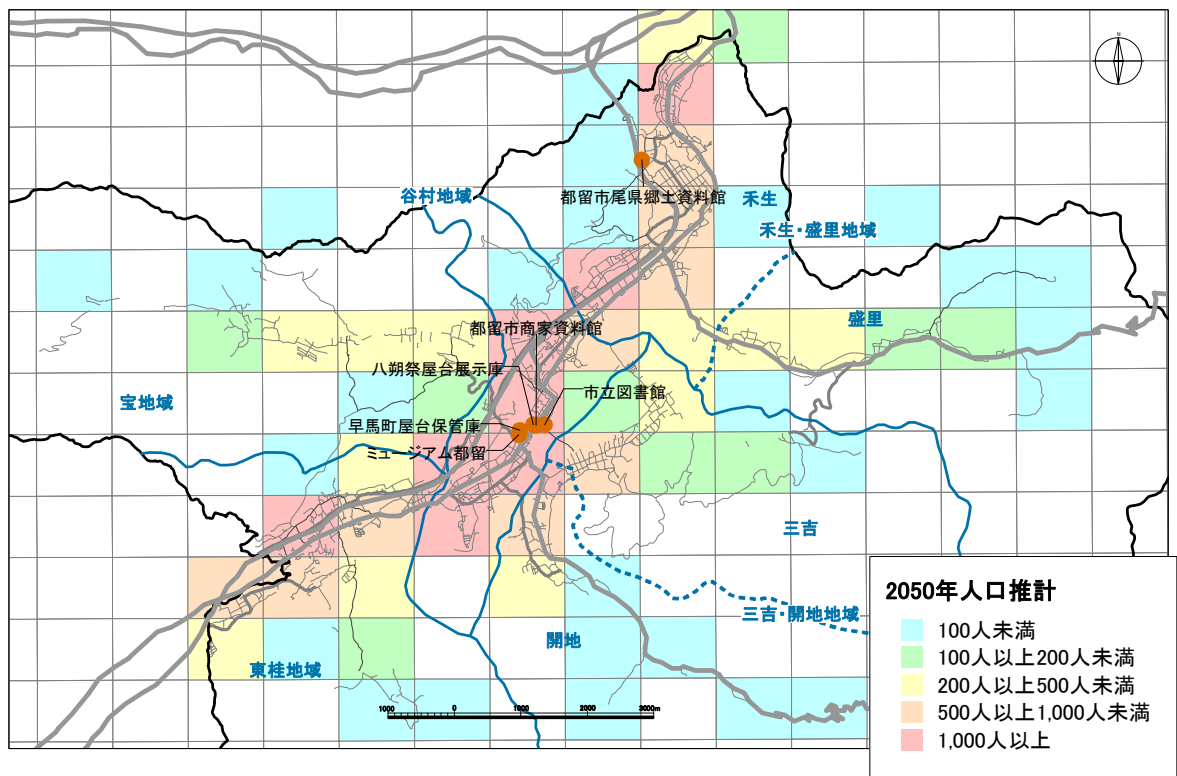 N
谷村地域
都留市尾県郷土資料館
禾生
禾生・盛里地域
盛里
都留市商家資料館
八朔祭屋台展示庫
市立図書館
宝地域
早馬町屋台保管庫
ミュージアム都留
三吉
三吉・開地地域
開地
東桂地域
1000 0 1000 2000 3000m
2050年人口推計
100人未満
100人以上200人未満
200人以上500人未満
500人以上1,000人未満
1,000人以上